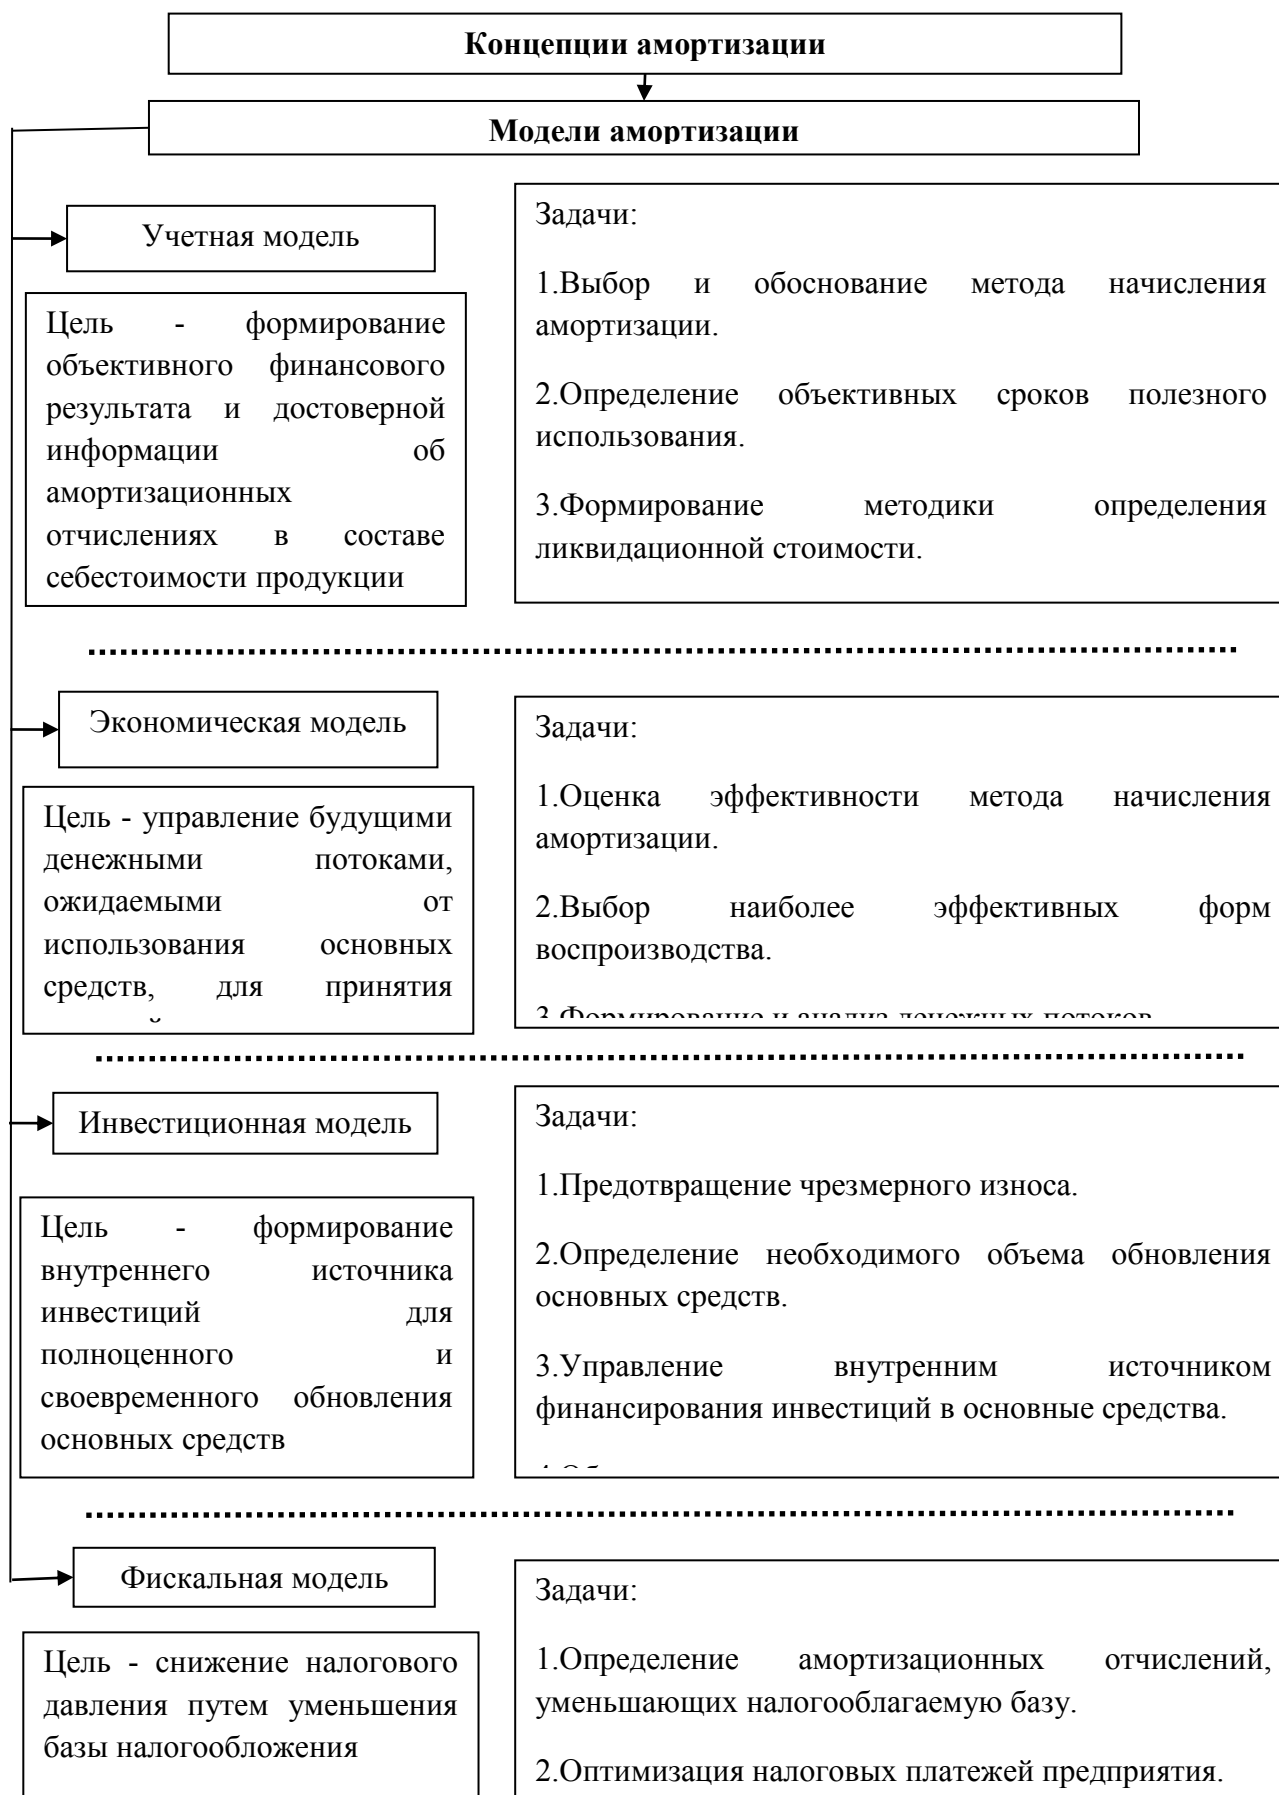 Концепции амортизации
Модели амортизации
Учетная модель
Цель - формирование
объективного финансового
результата и достоверной
информации об
амортизационных
отчислениях в составе
себестоимости продукции
Задачи:
1.Выбор и обоснование метода начисления
амортизации.
2.Определение объективных сроков полезного
использования.
3.Формирование методики определения
ликвидационной стоимости.
Экономическая модель
Цель - управление будущими
денежными потоками,
ожидаемыми от
использования основных
средств, для принятия
Задачи:
1.Оценка эффективности метода начисления
амортизации.
2.Выбор наиболее эффективных форм
воспроизводства.
3.Формирование и анализ денежных потоков
Инвестиционная модель
Цель - формирование
внутреннего источника
инвестиций для
полноценного и
своевременного обновления
основных средств
Задачи:
1.Предотвращение чрезмерного износа.
2.Определение необходимого объема обновления
основных средств.
3.Управление внутренним источником
финансирования инвестиций в основные средства.
Фискальная модель
Цель - снижение налогового
давления путем уменьшения
базы налогообложения
Задачи:
1.Определение амортизационных отчислений,
уменьшающих налогооблагаемую базу.
2.Оптимизация налоговых платежей предприятия.